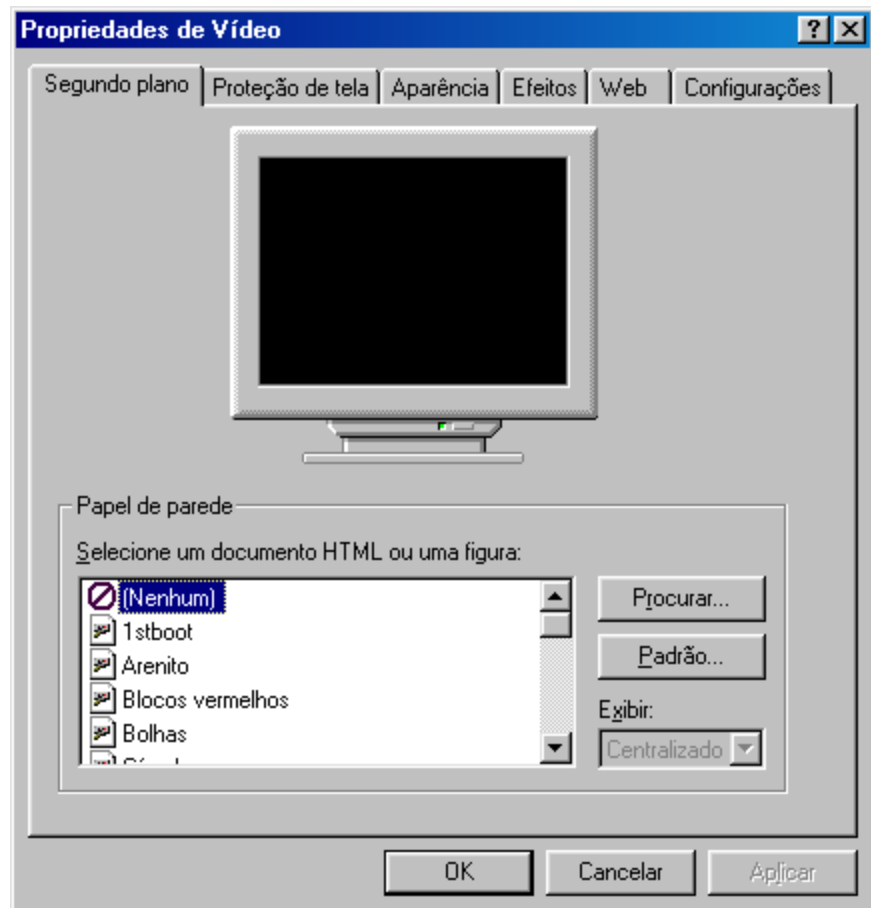 Propriedades de Vídeo
Segundo plano Proteção de tela Aparência Efeitos Web Configurações
Papel de parede
Selecione um documento HTML ou uma figura:
(Nenhum)
1stboot
Arenito
Blocos vermelhos
Bolhas
Procurar...
Padrão...
Exibir:
Centralizado
OK Cancelar Aplicar